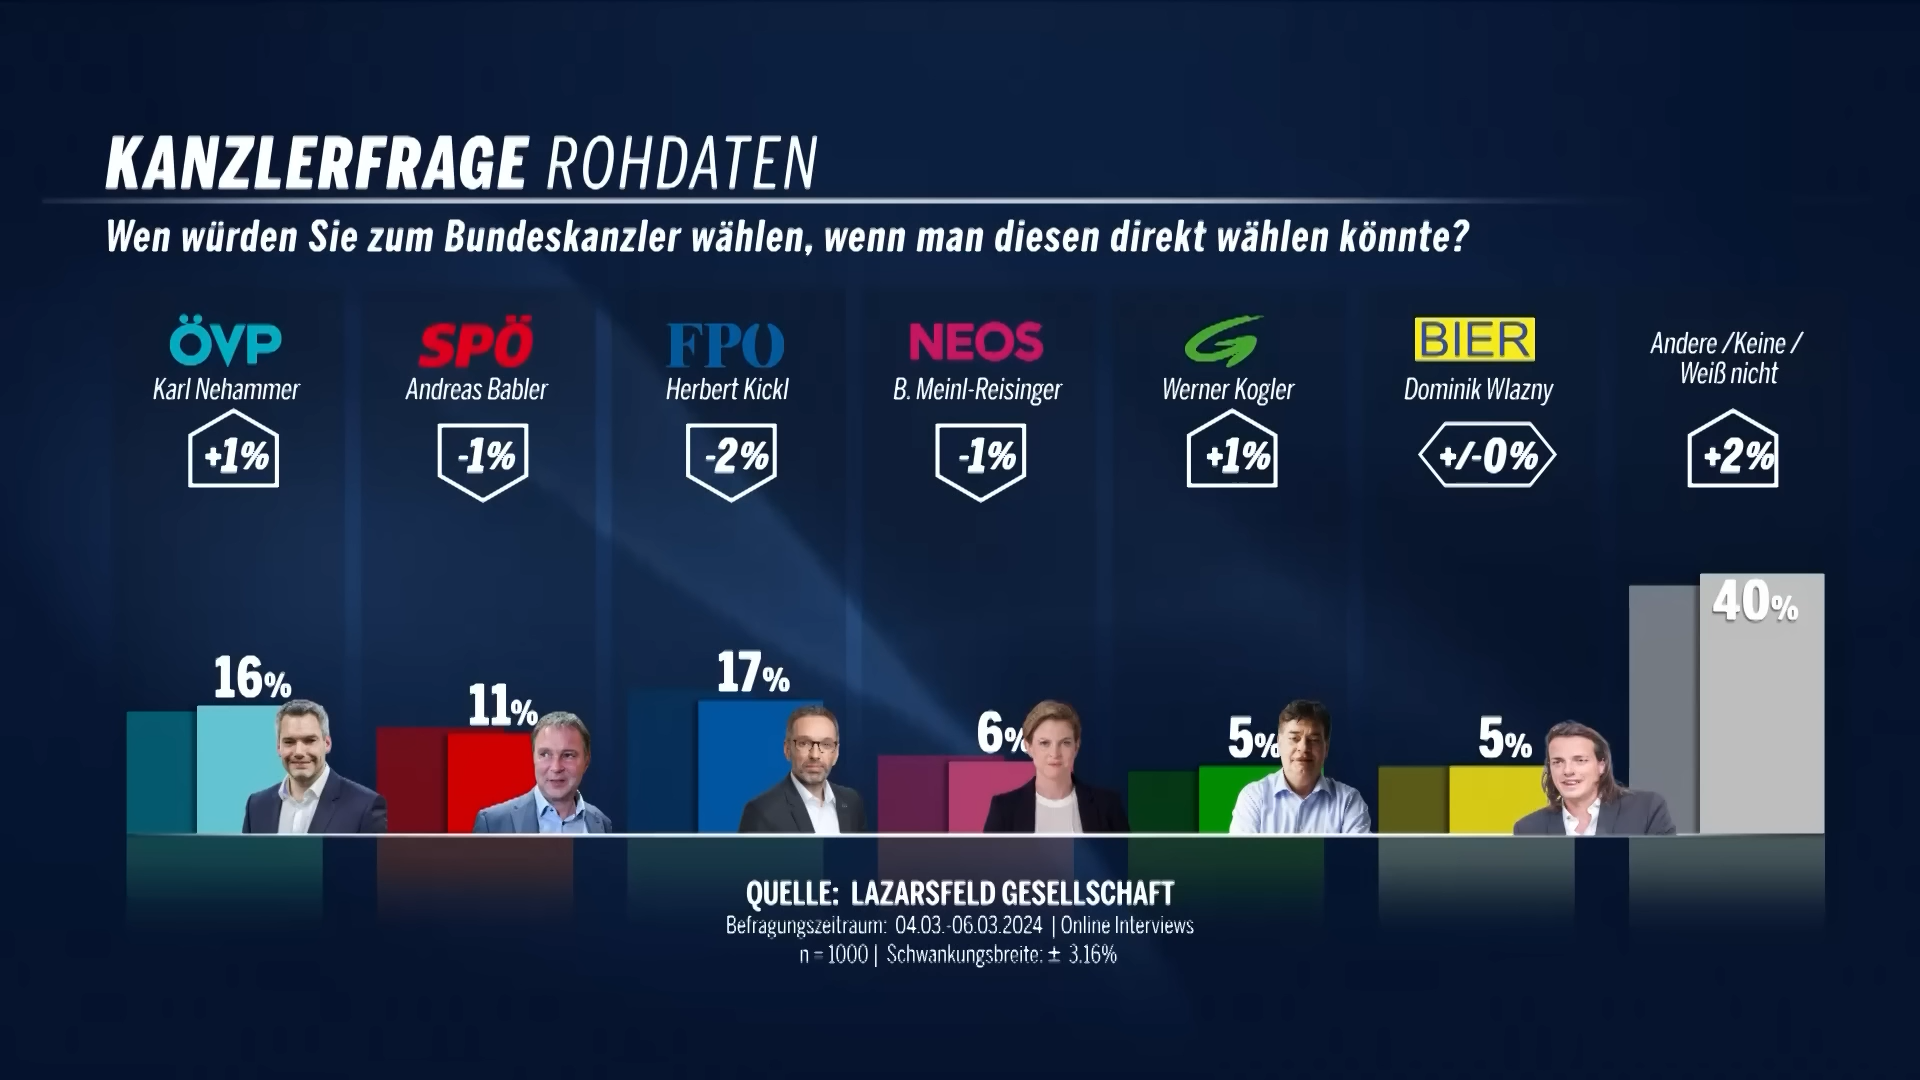 KANZLERFRAGE ROHDATEN
Wen würden Sie zum Bundeskanzler wählen, wenn man diesen direkt wählen könnte?
ÖVP
Karl Nehammer
+1%
SPÖ
Andreas Babler
-1%
FPÖ
Herbert Kickl
-2%
NEOS
B. Meinl-Reisinger
-1%
G
Werner Kogler
+1%
BIER
Dominik Wlazny
+/-0%
Andere /Keine /
Weiß nicht
+2%
16%
11%
17%
6%
5%
5%
40%
QUELLE: LAZARSFELD GESELLSCHAFT
Befragungszeitraum: 04.03.-06.03.2024 | Online Interviews
n = 1000 | Schwankungsbreite: ± 3.16%